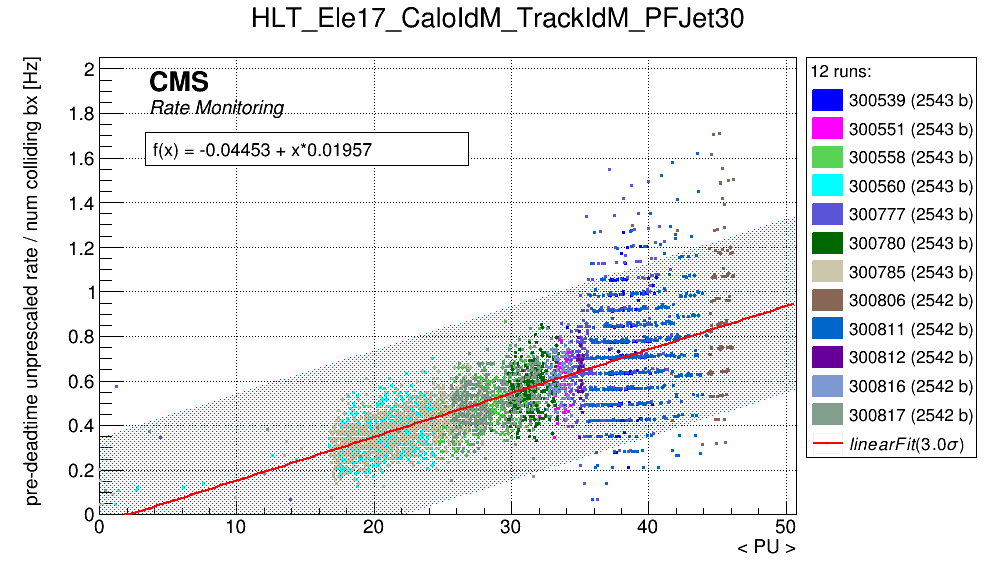 HLT_Ele17_CaloIdM_TrackIdM_PFJet30
pre-deadtime unprescaled rate / num colliding bx [Hz]
2
1.8
1.6
1.4
1.2
1
0.8
0.6
0.4
0.2
0
CMS
Rate Monitoring
f(x) = -0.04453 + x*0.01957
0 10 20 30 40 50
< PU >
12 runs:
300539 (2543 b)
300551 (2543 b)
300558 (2543 b)
300560 (2543 b)
300777 (2543 b)
300780 (2543 b)
300785 (2543 b)
300806 (2542 b)
300811 (2542 b)
300812 (2542 b)
300816 (2542 b)
300817 (2542 b)
linearFit(3.0σ)